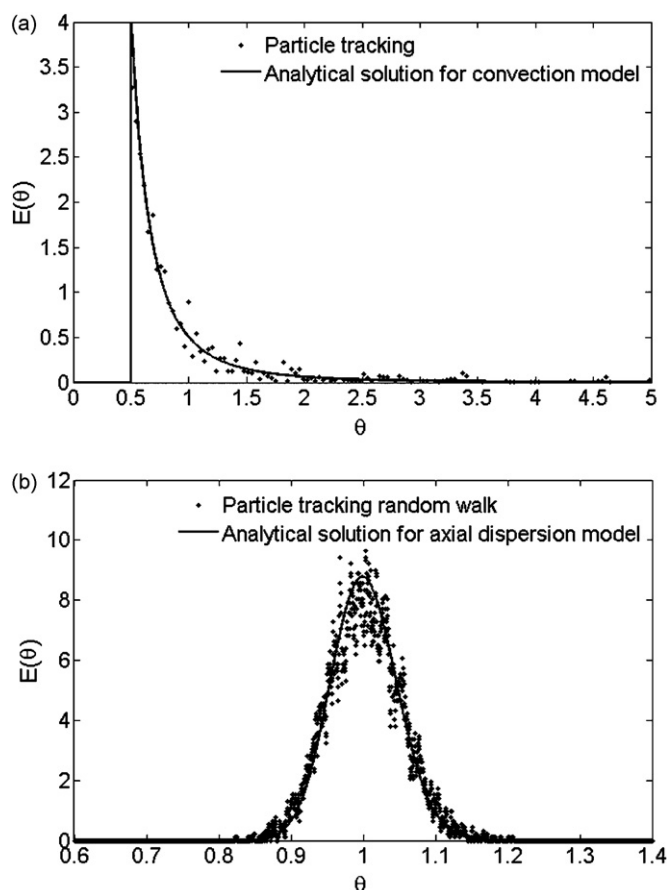 (a)
4
Particle tracking
3.5
Analytical solution for convection model
3
2.5
E(θ)
2
1.5
1
0.5
0
0 0.5 1 1.5 2 2.5 3 3.5 4 4.5 5
θ
(b)
12
Particle tracking random walk
10
Analytical solution for axial dispersion model
8
E(θ)
6
4
2
0
0.6 0.7 0.8 0.9 1 1.1 1.2 1.3 1.4
θ